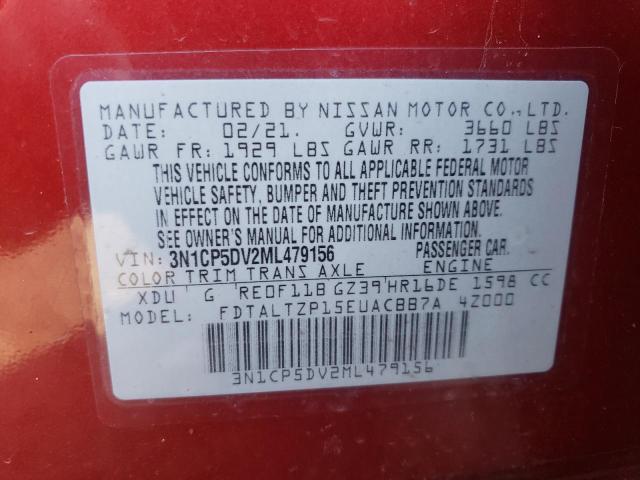 MANUFACTURED BY NISSAN MOTOR CO.,LTD.
DATE: 02/21. GVWR: 3660 LBS
GAWR FR: 1929 LBS GAWR RR: 1731 LBS
THIS VEHICLE CONFORMS TO ALL APPLICABLE FEDERAL MOTOR
VEHICLE SAFETY, BUMPER AND THEFT PREVENTION STANDARDS
IN EFFECT ON THE DATE OF MANUFACTURE SHOWN ABOVE.
SEE OWNER'S MANUAL FOR ADDITIONAL INFORMATION.
VIN: 3N1CP5DV2ML479156 PASSENGER CAR.
COLOR TRIM TRANS AXLE ENGINE
XDU G RE0F11B GZ39 HR16DE 1598 CC
MODEL: FDTALTZP15EUACBB7A 4Z000
3N1CP5DV2ML479156